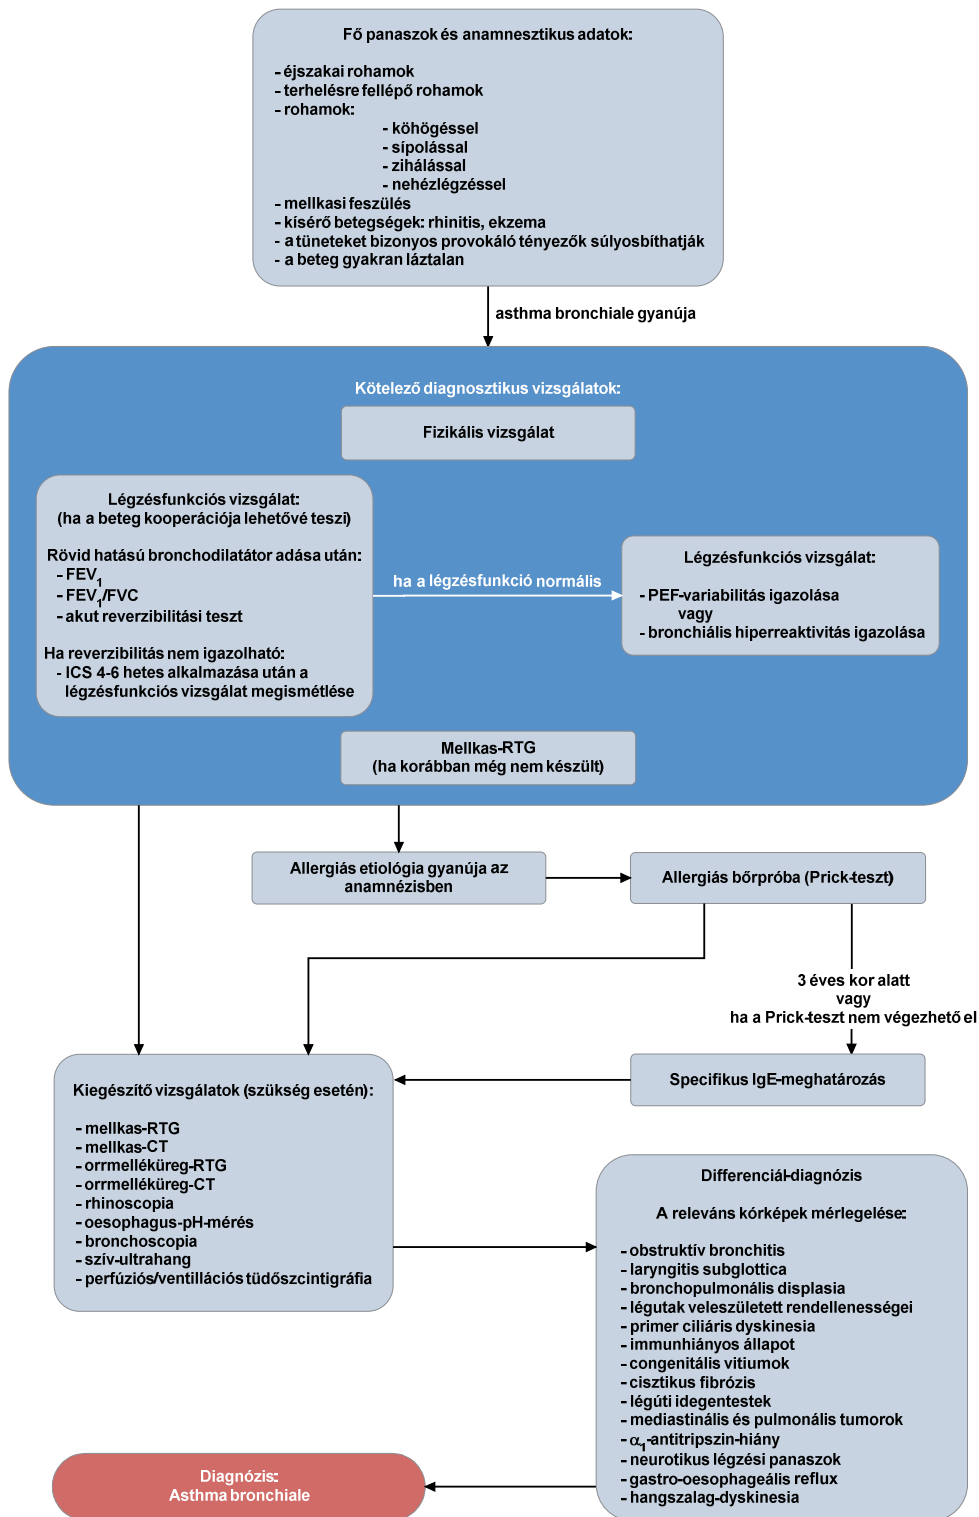 Fő panaszok és anamnesztikus adatok:
- éjszakai rohamok
- terhelésre fellépő rohamok
- rohamok:
- köhögéssel
- sípolással
- zihálással
- nehézlégzéssel
- mellkasi feszülés
- kísérő betegségek: rhinitis, ekzema
- a tüneteket bizonyos provokáló tényezők súlyosbíthatják
- a beteg gyakran láztalan
asthma bronchiale gyanúja
Kötelező diagnosztikus vizsgálatok:
Fizikális vizsgálat
Légzésfunkciós vizsgálat:
(ha a beteg kooperációja lehetővé teszi)
Rövid hatású bronchodilatátor adása után:
- FEV₁
- FEV₁/FVC
- akut reverzibilitási teszt
Ha reverzibilitás nem igazolható:
- ICS 4-6 hetes alkalmazása után a
légzésfunkciós vizsgálat megismétlése
ha a légzésfunkció normális
Légzésfunkciós vizsgálat:
- PEF-variabilitás igazolása
vagy
- bronchiális hiperreaktivitás igazolása
Mellkas-RTG
(ha korábban még nem készült)
Allergiás etiológia gyanúja az
anamnézisben
Allergiás bőrpróba (Prick-teszt)
3 éves kor alatt
vagy
ha a Prick-teszt nem végezhető el
Specifikus IgE-meghatározás
Kiegészítő vizsgálatok (szükség esetén):
- mellkas-RTG
- mellkas-CT
- orrmelléküreg-RTG
- orrmelléküreg-CT
- rhinoscopia
- oesophagus-pH-mérés
- bronchoscopia
- szív-ultrahang
- perfúziós/ventillációs tüdőszcintigráfia
Differenciál-diagnózis
A releváns kórképek mérlegelése:
- obstruktív bronchitis
- laryngitis subglottica
- bronchopulmonális displasia
- légutak veleszületett rendellenességei
- primer ciliáris dyskinesia
- immunhiányos állapot
- congenitális vitiumok
- cisztikus fibrózis
- légúti idegentestek
- mediastinális és pulmonális tumorok
- α₁-antitripszin-hiány
- neurotikus légzési panaszok
- gastro-oesophageális reflux
- hangszalag-dyskinesia
Diagnózis:
Asthma bronchiale